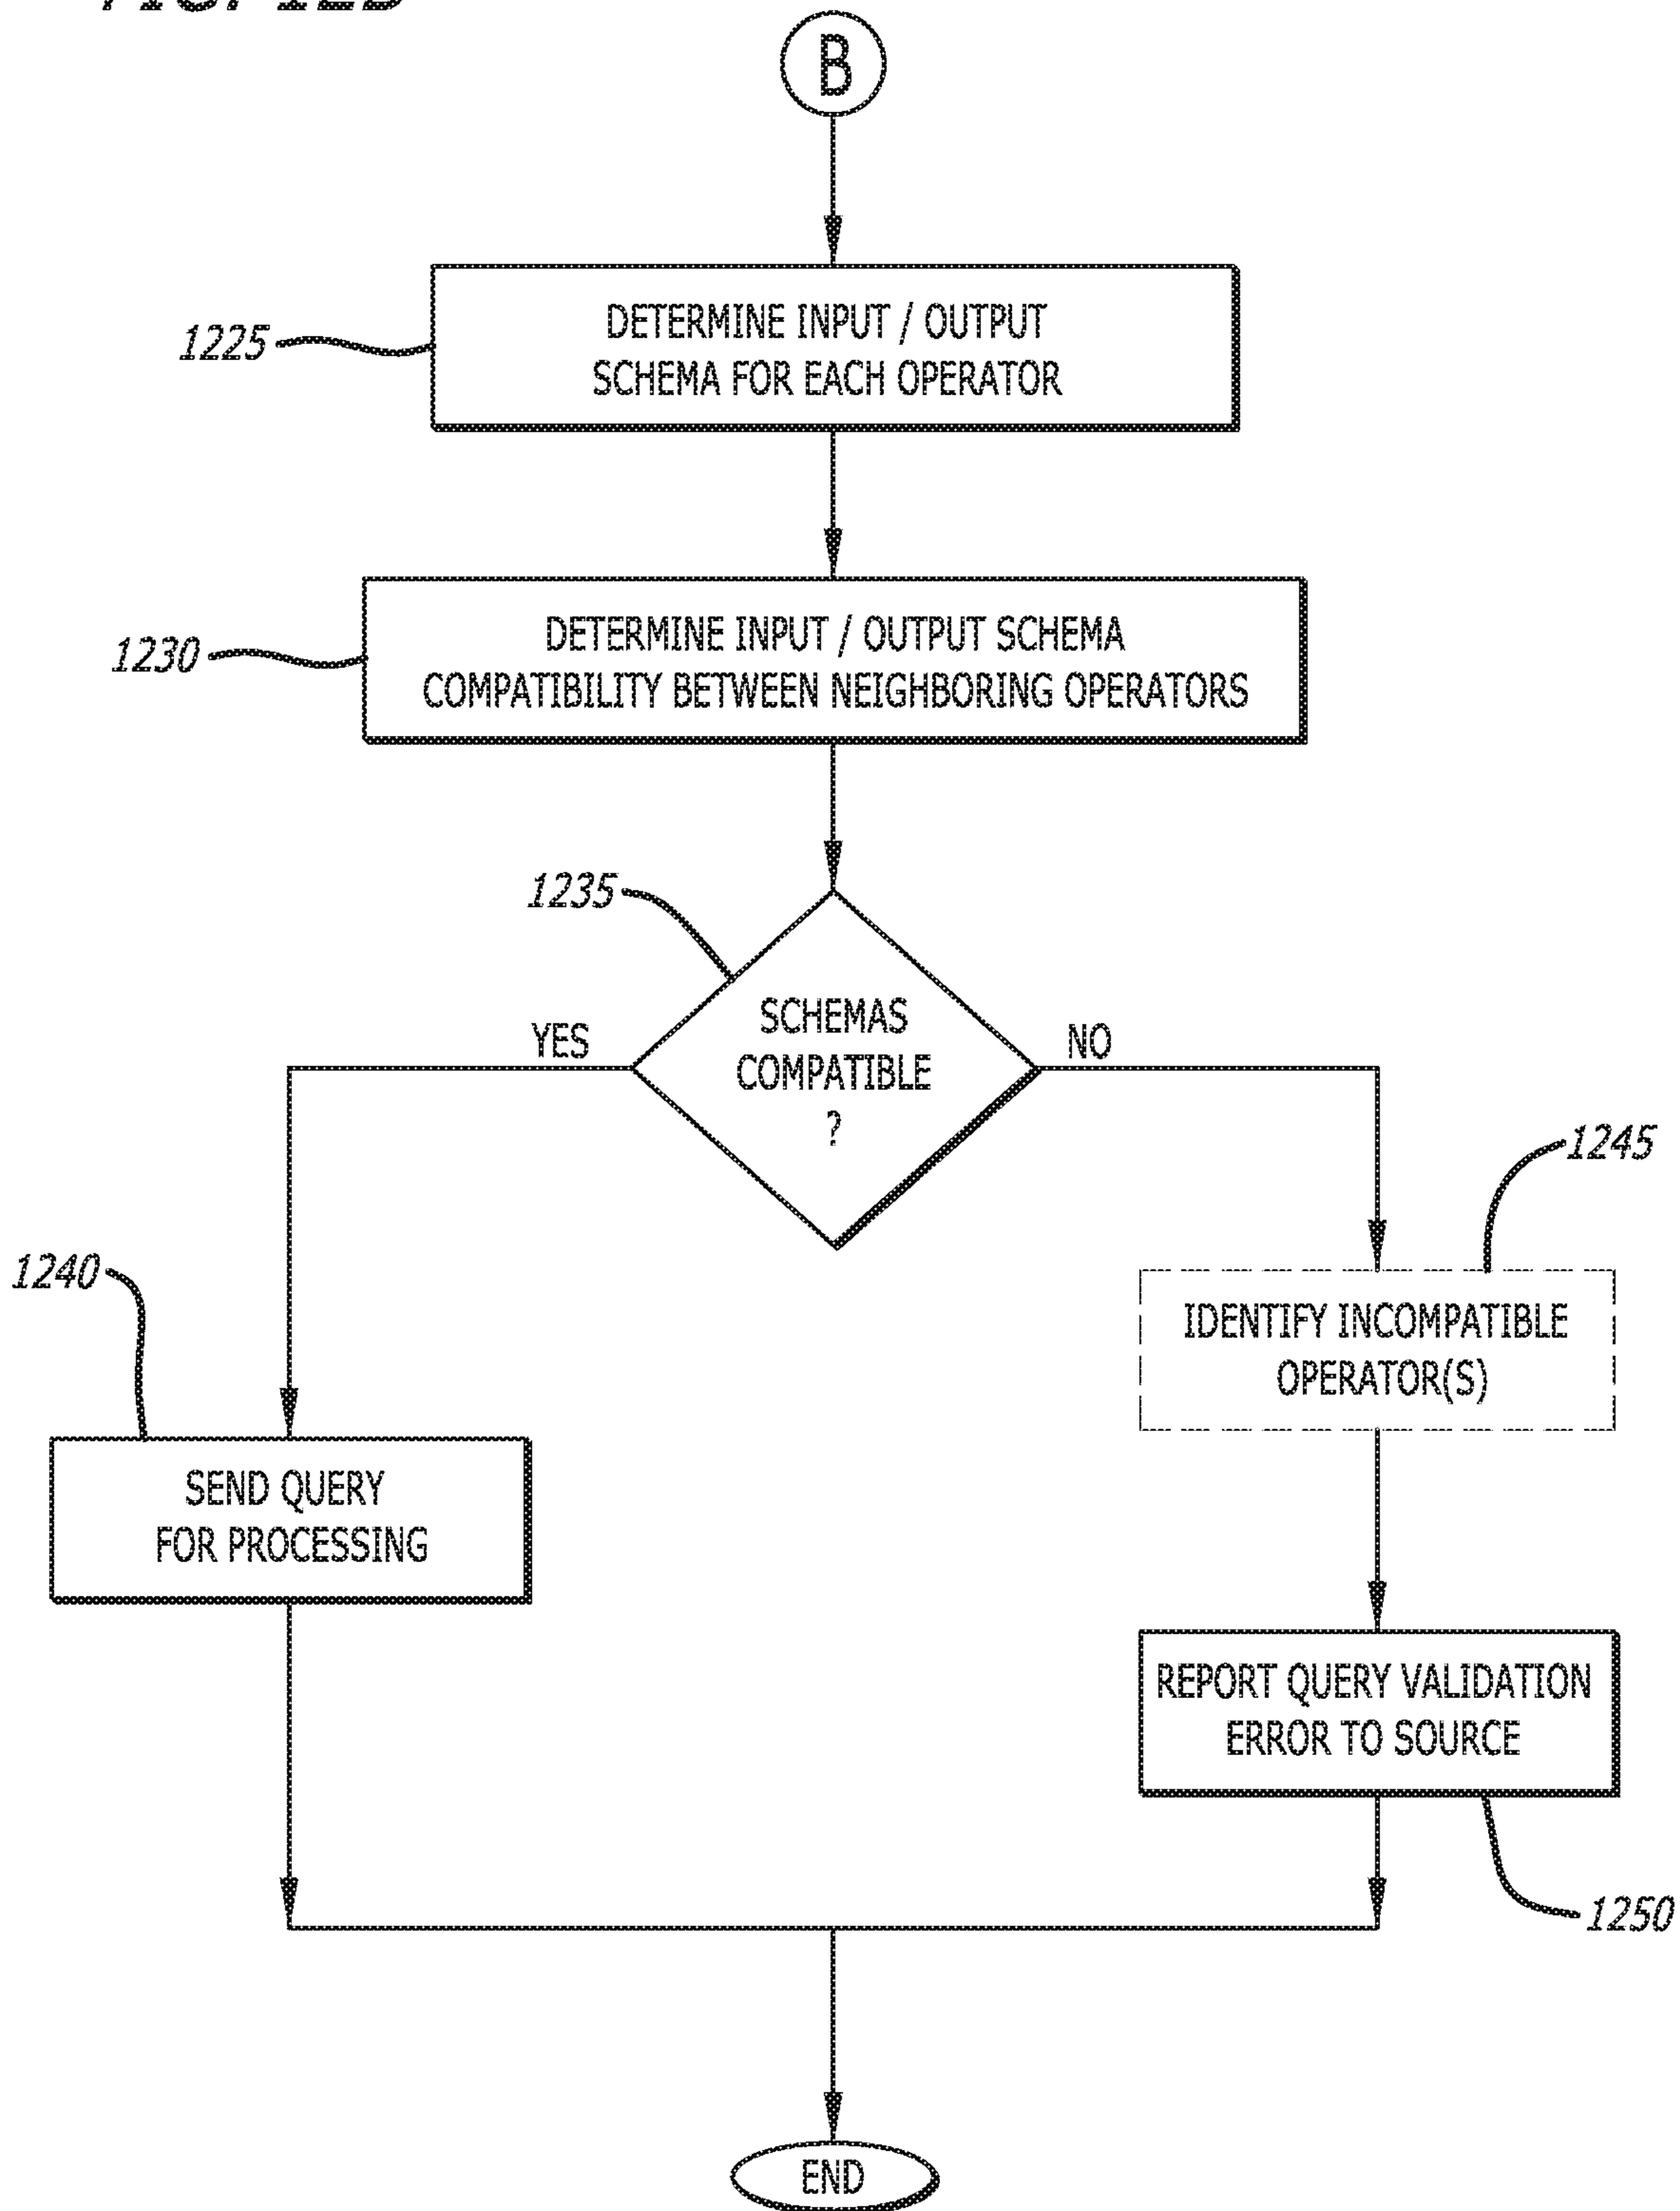 B
1225
DETERMINE INPUT / OUTPUT
SCHEMA FOR EACH OPERATOR
1230
DETERMINE INPUT / OUTPUT SCHEMA
COMPATIBILITY BETWEEN NEIGHBORING OPERATORS
1235
YES
SCHEMAS
COMPATIBLE
?
NO
1245
IDENTIFY INCOMPATIBLE
OPERATOR(S)
1240
SEND QUERY
FOR PROCESSING
REPORT QUERY VALIDATION
ERROR TO SOURCE
1250
END